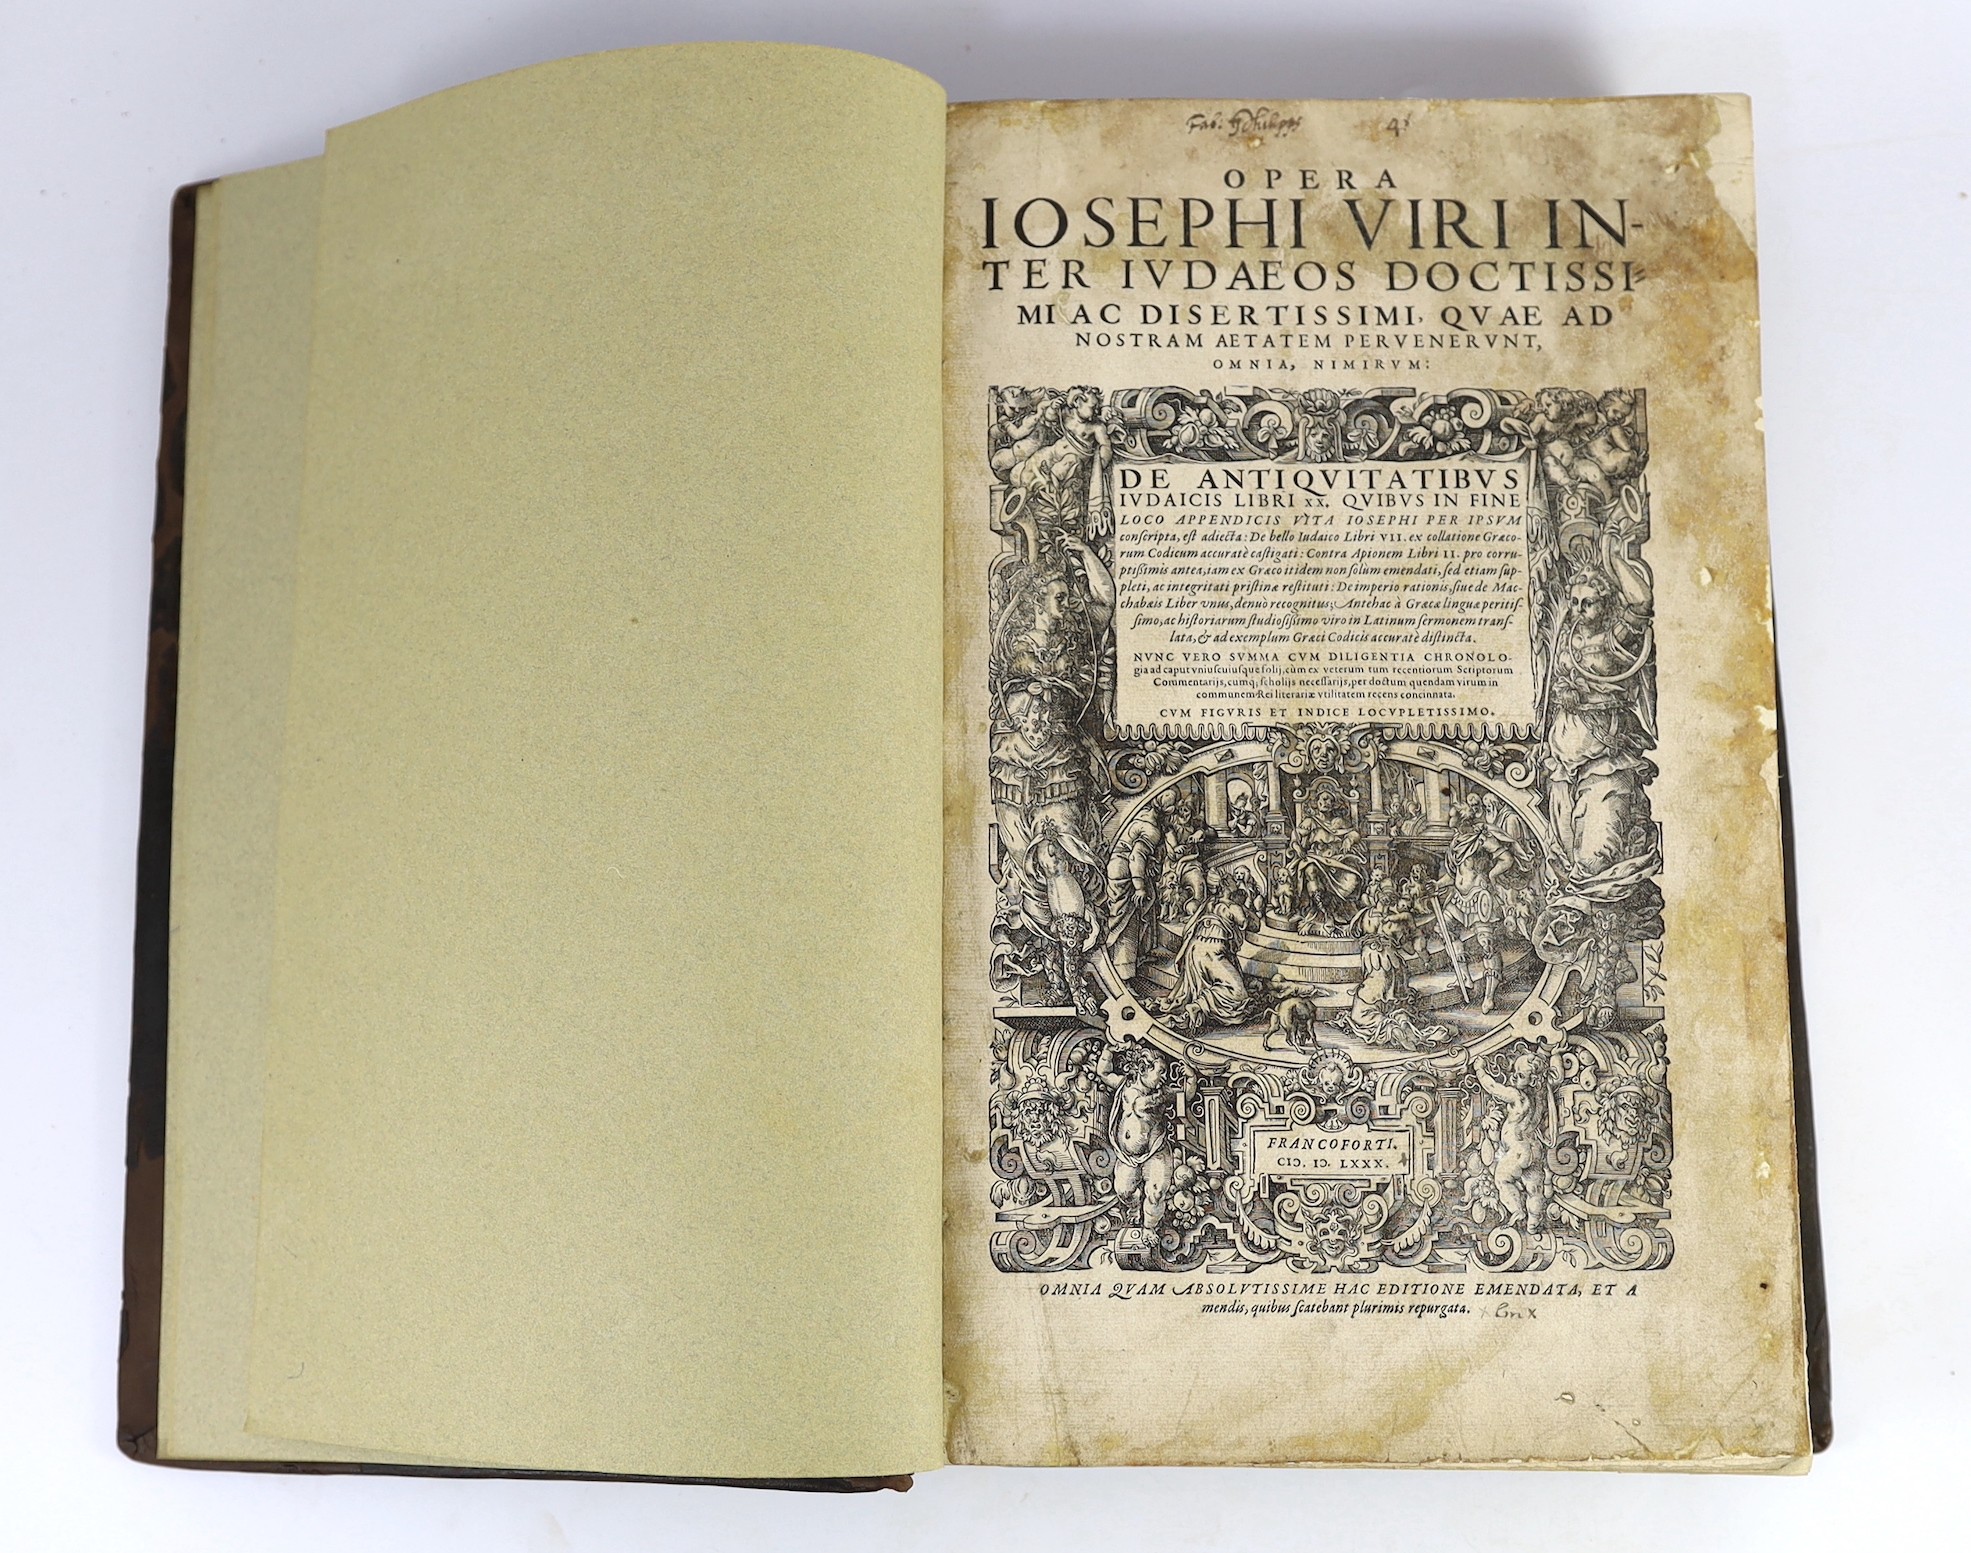 Fab: Philipps
OPERA
IOSEPHI VIRI IN-
TER IVDAEOS DOCTISSI-
MI AC DISERTISSIMI, QVAE AD
NOSTRAM AETATEM PERVENERVNT,
OMNIA, NIMIRVM:
DE ANTIQVITATIBVS
IVDAICIS LIBRI XX. QVIBVS IN FINE
LOCO APPENDICIS VITA IOSEPHI PER IPSVM
conſcripta, eſt adiecta: De bello Iudaico Libri VII. ex collatione Græco-
rum Codicum accuratè caſtigati: Contra Apionem Libri II. pro corru-
ptißimis antea, iam ex Græco itidem non ſolùm emendati, ſed etiam ſup-
pleti, ac integritati priſtinæ reſtituti: De imperio rationis, ſiue de Mac-
chabæis Liber vnus, denuò recognitus; Antehac à Græcæ linguæ peritiſ-
ſimo, ac hiſtoriarum ſtudioſißimo viro in Latinum ſermonem tranſ-
lata, & ad exemplum Græci Codicis accuratè diſtincta.
NVNC VERO SVMMA CVM DILIGENTIA CHRONOLO-
gia ad caput vniuſcuiuſque folij, cùm ex veterum tum recentiorum Scriptorum
Commentarijs, cumq; ſcholijs neceſſarijs, per doctum quendam virum in
communem Rei literariæ vtilitatem recens concinnata.
CVM FIGVRIS ET INDICE LOCVPLETISSIMO.
FRANCOFORTI.
CIƆ. IƆ. LXXX.
OMNIA QVAM ABSOLVTISSIME HAC EDITIONE EMENDATA, ET A
mendis, quibus ſcatebant plurimis repurgata.